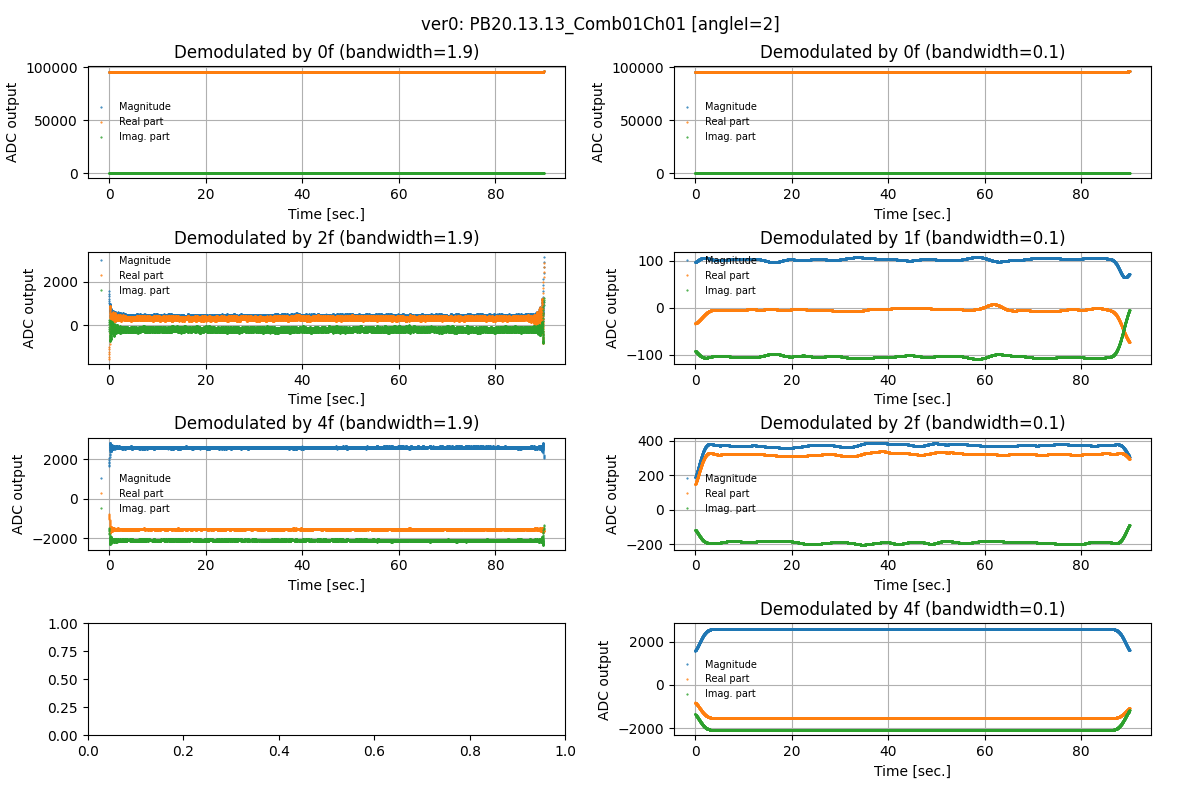 ver0: PB20.13.13_Comb01Ch01 [angleI=2]
Demodulated by 0f (bandwidth=1.9)
100000
50000
0
ADC output
Magnitude
Real part
Imag. part
0 20 40 60 80
Time [sec.]
Demodulated by 0f (bandwidth=0.1)
100000
50000
0
ADC output
Magnitude
Real part
Imag. part
0 20 40 60 80
Time [sec.]
Demodulated by 2f (bandwidth=1.9)
2000
0
ADC output
Magnitude
Real part
Imag. part
0 20 40 60 80
Time [sec.]
Demodulated by 1f (bandwidth=0.1)
100
0
−100
ADC output
Magnitude
Real part
Imag. part
0 20 40 60 80
Time [sec.]
Demodulated by 4f (bandwidth=1.9)
2000
0
−2000
ADC output
Magnitude
Real part
Imag. part
0 20 40 60 80
Time [sec.]
Demodulated by 2f (bandwidth=0.1)
400
200
0
−200
ADC output
Magnitude
Real part
Imag. part
0 20 40 60 80
Time [sec.]
1.00
0.75
0.50
0.25
0.00
0.0 0.2 0.4 0.6 0.8 1.0
Demodulated by 4f (bandwidth=0.1)
2000
0
−2000
ADC output
Magnitude
Real part
Imag. part
0 20 40 60 80
Time [sec.]